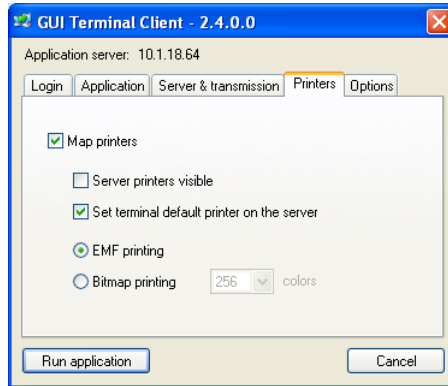 GUI Terminal Client - 2.4.0.0
Application server: 10.1.18.64
Login Application Server & transmission Printers Options
Map printers
Server printers visible
Set terminal default printer on the server
EMF printing
Bitmap printing 256 colors
Run application Cancel